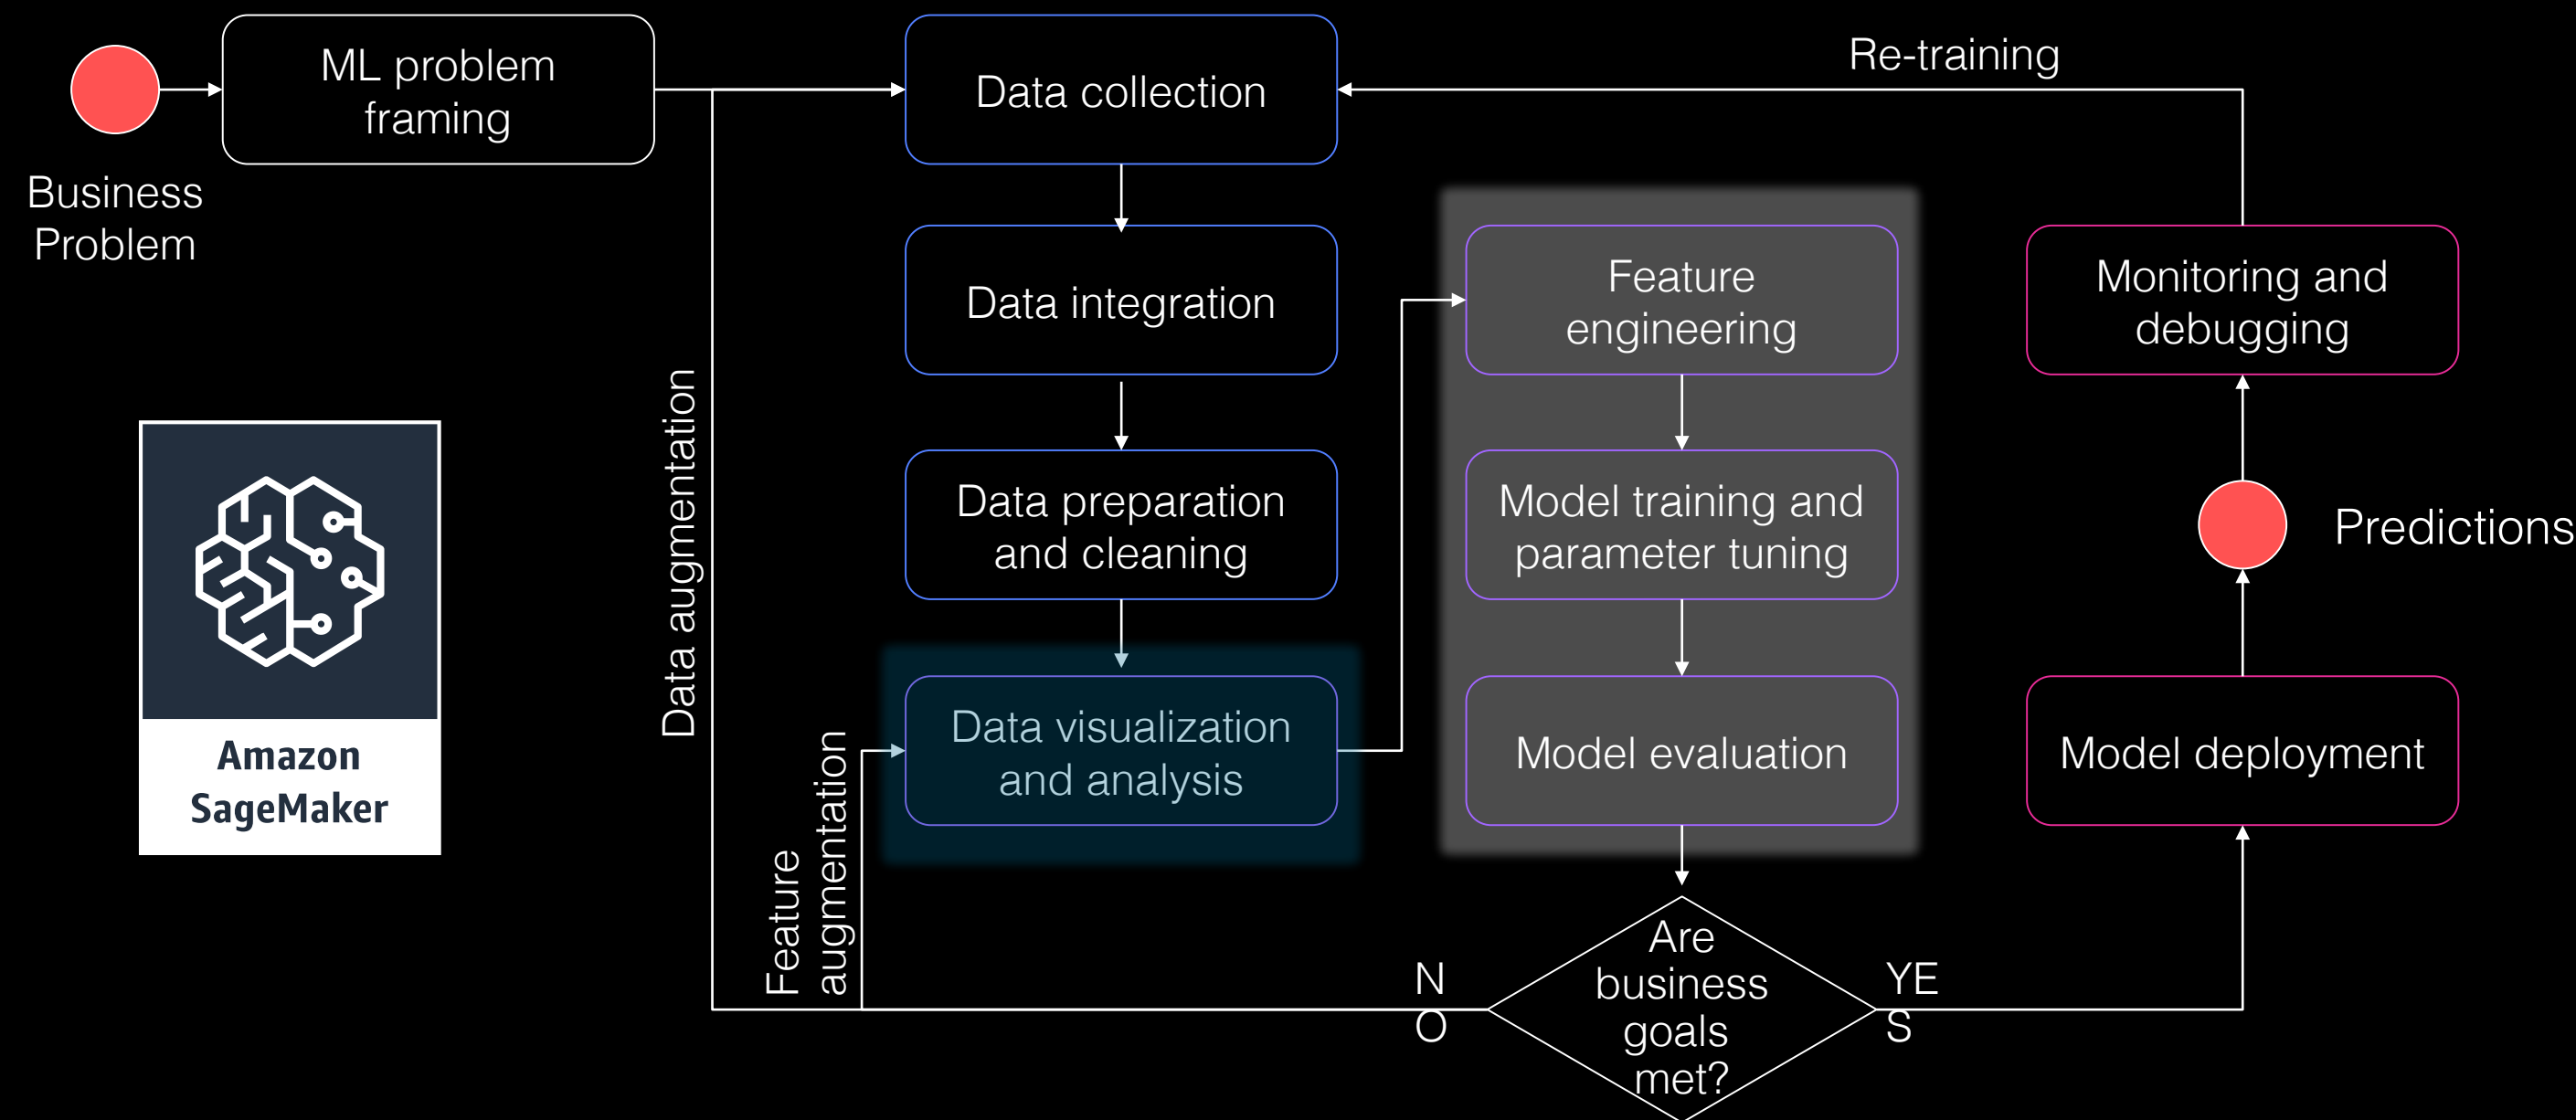 Business
Problem
ML problem
framing
Data collection
Re-training
Data integration
Data preparation
and cleaning
Data visualization
and analysis
Data augmentation
Feature
augmentation
Feature
engineering
Model training and
parameter tuning
Model evaluation
Are
business
goals
met?
N
O
YE
S
Model deployment
Predictions
Monitoring and
debugging
Amazon
SageMaker